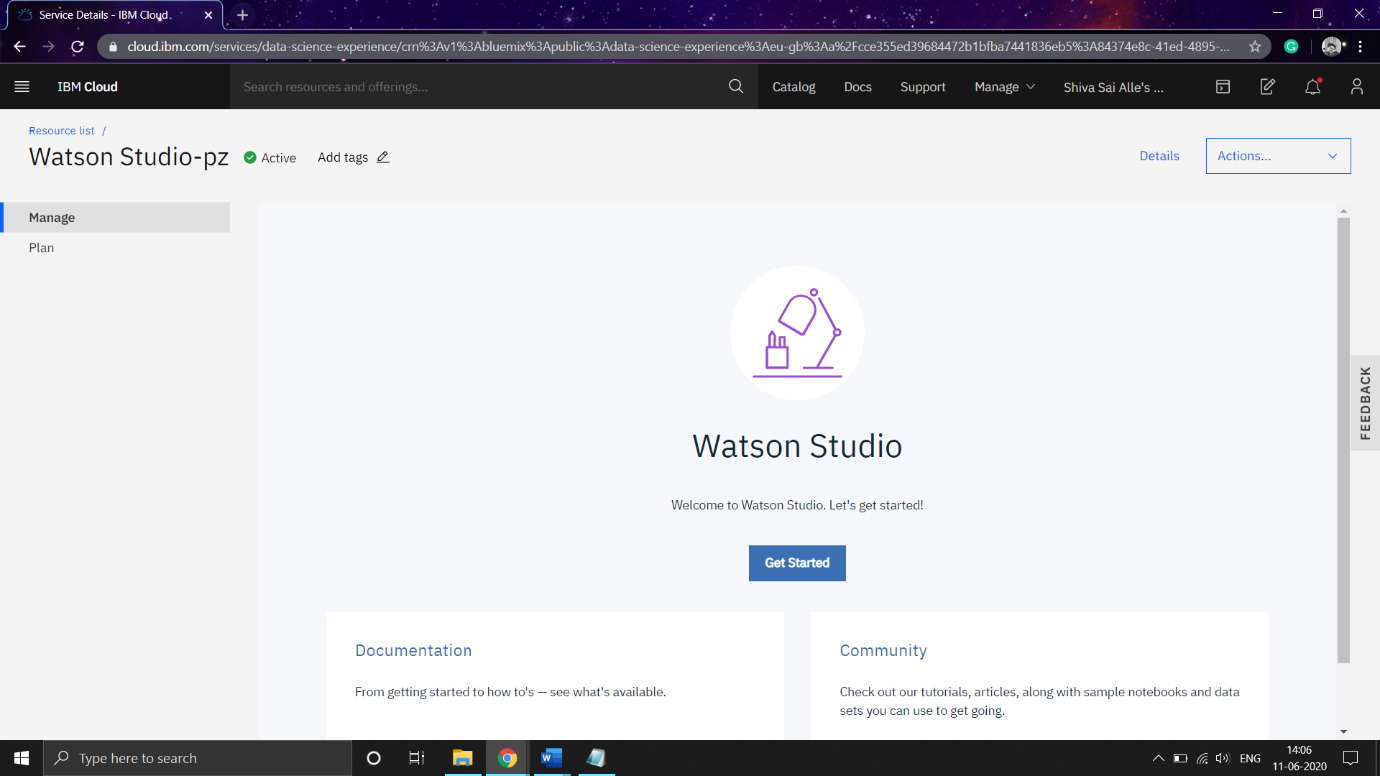 Service Details - IBM Cloud
cloud.ibm.com/services/data-science-experience/crn%3Av1%3Abluemix%3Apublic%3Adata-science-experience%3Aeu-gb%3Aa%2Fcce355ed39684472b1bfba7441836eb5%3A84374e8c-41ed-4895-...
IBM Cloud
Search resources and offerings...
Catalog
Docs
Support
Manage
Shiva Sai Alle's ...
Resource list /
Watson Studio-pz
Active
Add tags
Details
Actions...
Manage
Plan
Watson Studio
Welcome to Watson Studio. Let's get started!
Get Started
FEEDBACK
Documentation
From getting started to how to's — see what's available.
Community
Check out our tutorials, articles, along with sample notebooks and data
sets you can use to get going.
Type here to search
ENG
14:06
11-06-2020